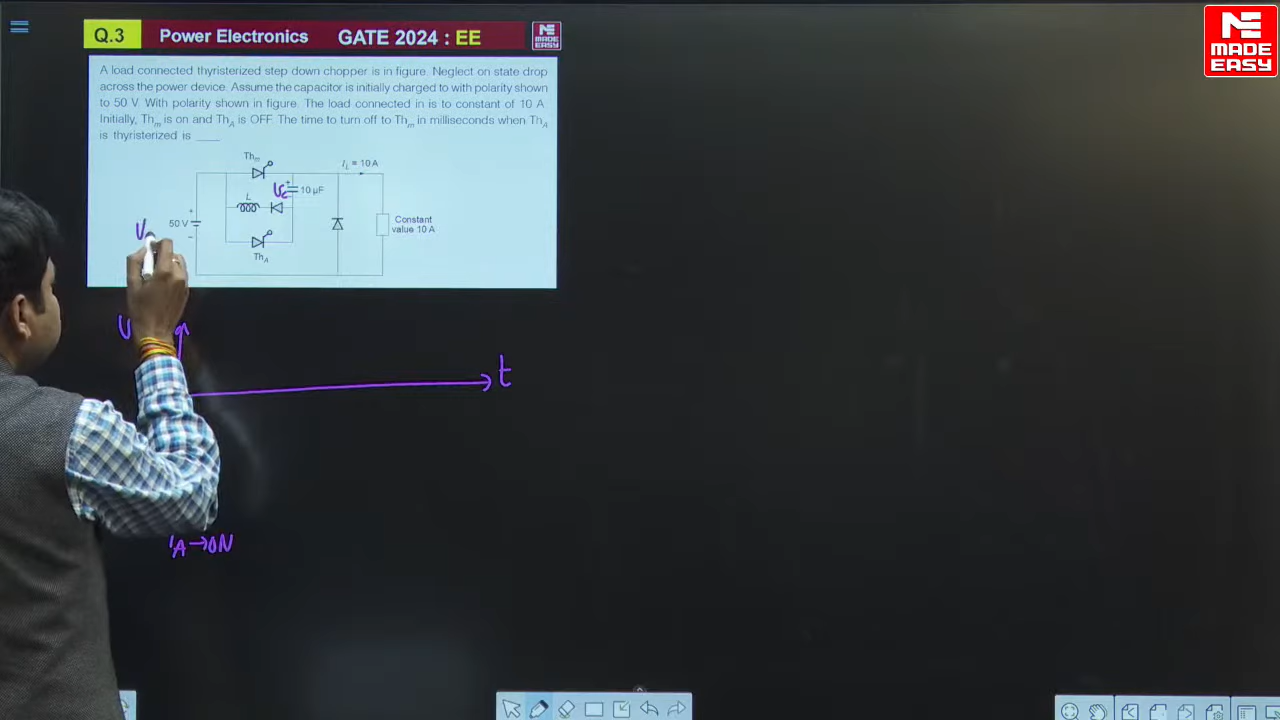 Q.3 Power Electronics GATE 2024 : EE
ME
MADE
EASY
ME
MADE
EASY
A load connected thyristerized step down chopper is in figure. Neglect on state drop
across the power device. Assume the capacitor is initially charged to with polarity shown
to 50 V. With polarity shown in figure. The load connected in is to constant of 10 A.
Initially, Thm is on and ThA is OFF. The time to turn off to Thm in milliseconds when ThA
is thyristerized is ____
Thm
IL = 10 A
+
Vc
10 μF
L
+
50 V
–
Constant
value 10 A
ThA
V
t
A→ON